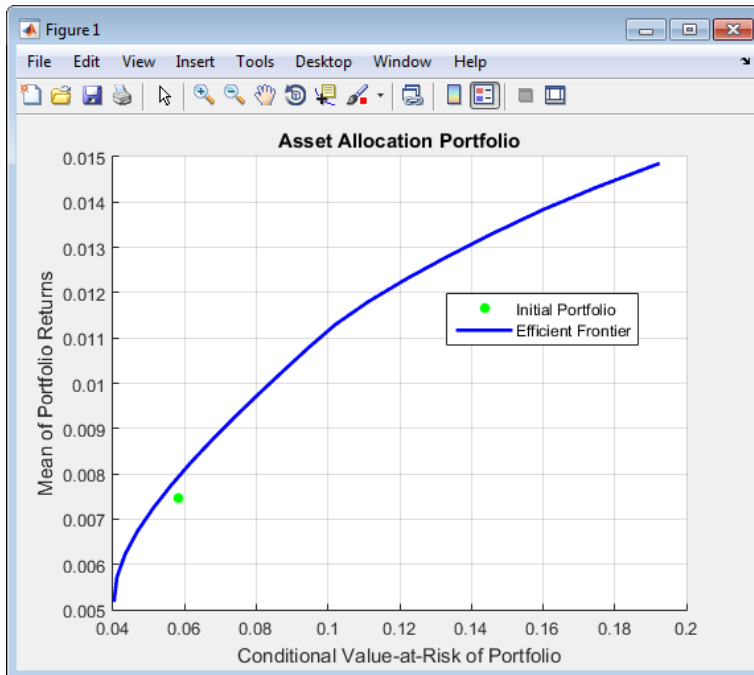 Figure 1
File Edit View Insert Tools Desktop Window Help
Asset Allocation Portfolio
0.015
0.014
0.013
0.012
0.011
0.01
0.009
0.008
0.007
0.006
0.005
Mean of Portfolio Returns
Initial Portfolio
Efficient Frontier
0.04 0.06 0.08 0.1 0.12 0.14 0.16 0.18 0.2
Conditional Value-at-Risk of Portfolio